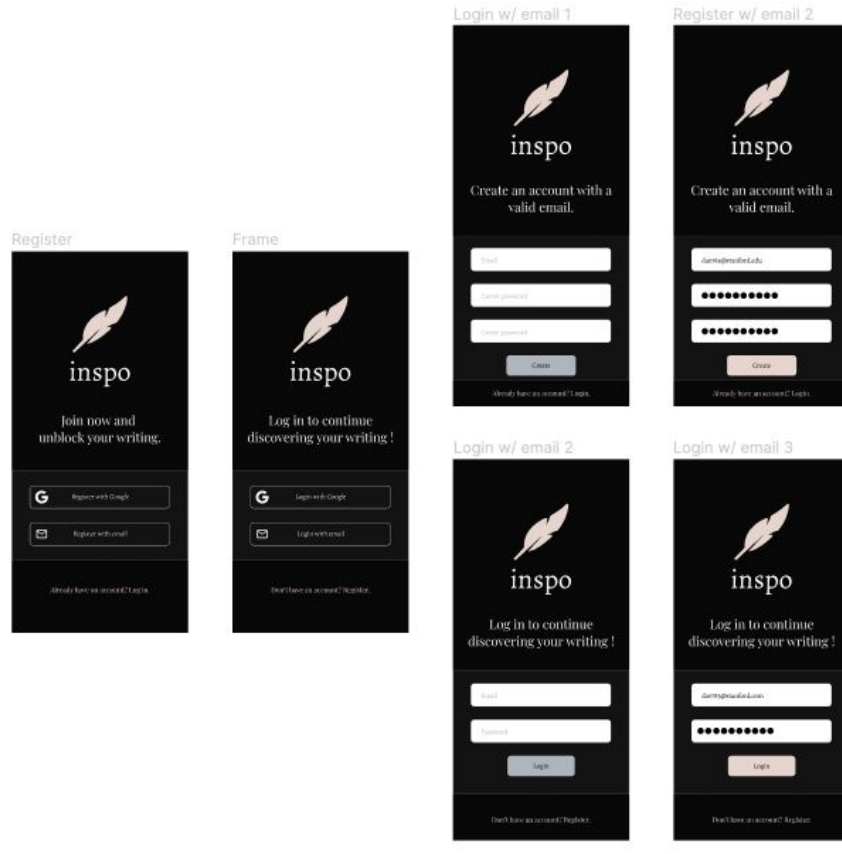 Login w/ email 1
inspo
Create an account with a
valid email.
Email
Create password
Create
Already have an account? Login.
Register w/ email 2
inspo
Create an account with a
valid email.
●●●●●●●●●●
●●●●●●●●●●
Create
Already have an account? Login.
Register
inspo
Join now and
unblock your writing.
Register with Google
Register with email
Already have an account? Login.
Frame
inspo
Log in to continue
discovering your writing !
Login with Google
Login with email
Don't have an account? Register.
Login w/ email 2
inspo
Log in to continue
discovering your writing !
Email
Password
Login
Don't have an account? Register.
Login w/ email 3
inspo
Log in to continue
discovering your writing !
●●●●●●●●●●
Login
Don't have an account? Register.